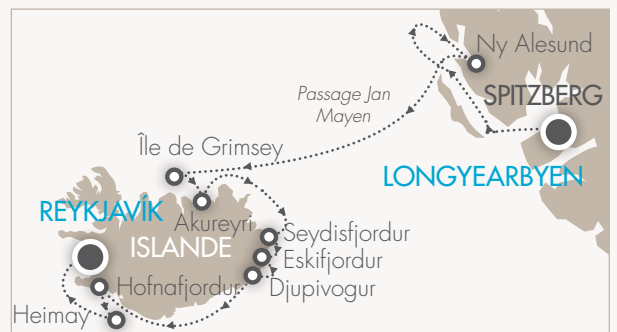 Ny Alesund
SPITZBERG
Passage Jan
Mayen
Île de Grimsey
LONGYEARBYEN
REYKJAVÍK
Akureyri
ISLANDE
Seydisfjordur
Eskifjordur
Hofnafjordur
Djupivogur
Heimay